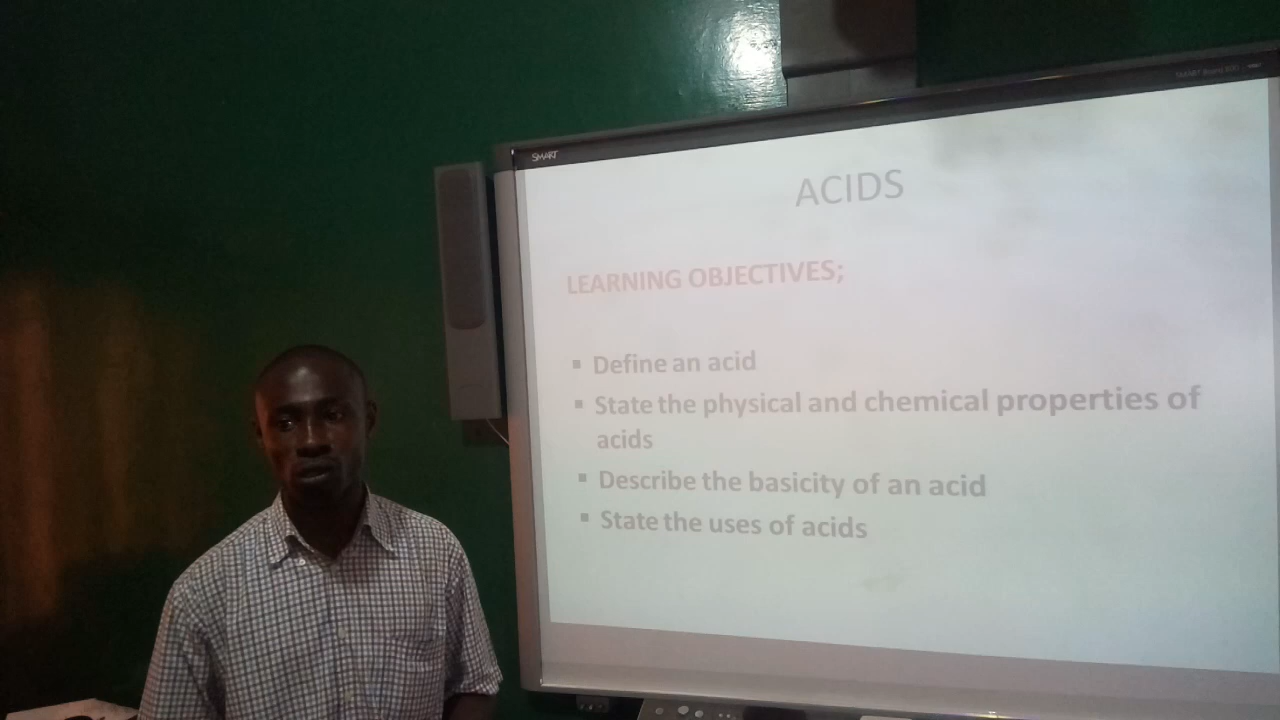 SMART
ACIDS
LEARNING OBJECTIVES;
▪ Define an acid
▪ State the physical and chemical properties of
acids
▪ Describe the basicity of an acid
▪ State the uses of acids